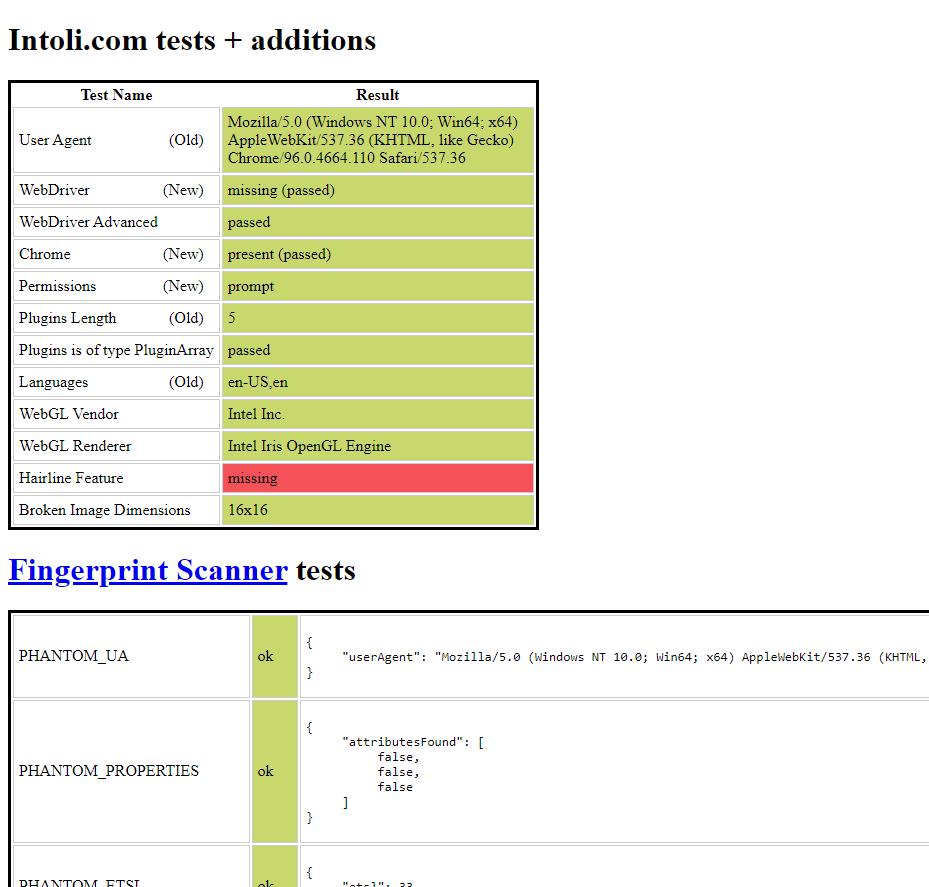 Intoli.com tests + additions
Test Name Result
User Agent (Old) Mozilla/5.0 (Windows NT 10.0; Win64; x64)
AppleWebKit/537.36 (KHTML, like Gecko)
Chrome/96.0.4664.110 Safari/537.36
WebDriver (New) missing (passed)
WebDriver Advanced passed
Chrome (New) present (passed)
Permissions (New) prompt
Plugins Length (Old) 5
Plugins is of type PluginArray passed
Languages (Old) en-US,en
WebGL Vendor Intel Inc.
WebGL Renderer Intel Iris OpenGL Engine
Hairline Feature missing
Broken Image Dimensions 16x16
Fingerprint Scanner tests
PHANTOM_UA ok {
"userAgent": "Mozilla/5.0 (Windows NT 10.0; Win64; x64) AppleWebKit/537.36 (KHTML,
}
PHANTOM_PROPERTIES ok {
"attributesFound": [
false,
false,
false
]
}
PHANTOM_ETSL ok {
"etsl": 33